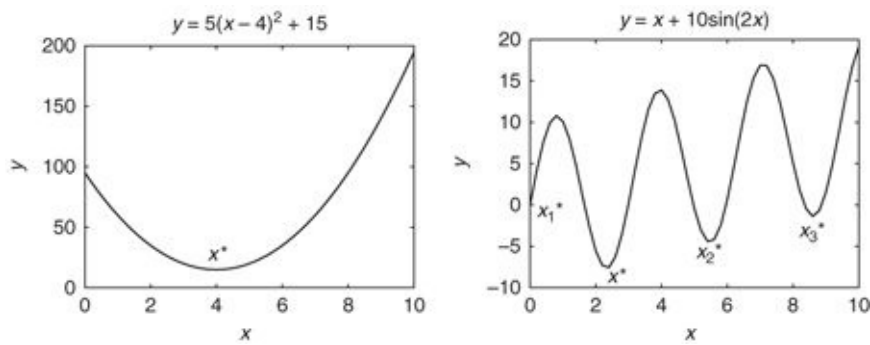 y = 5(x – 4)² + 15
200
150
100
50
0
y
x*
0 2 4 6 8 10
x
y = x + 10sin(2x)
20
15
10
5
0
–5
–10
y
x₁*
x*
x₂*
x₃*
0 2 4 6 8 10
x